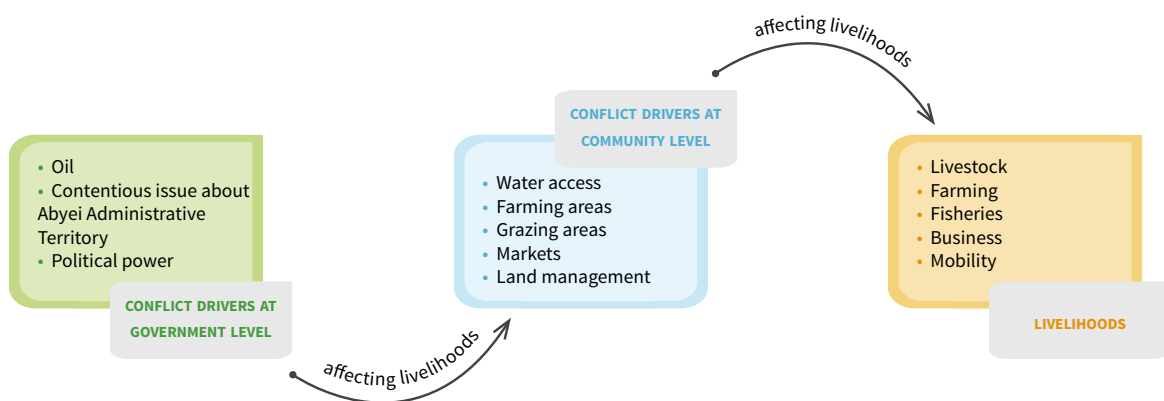 • Oil
• Contentious issue about
Abyei Administrative
Territory
• Political power
CONFLICT DRIVERS AT
GOVERNMENT LEVEL
affecting livelihoods
CONFLICT DRIVERS AT
COMMUNITY LEVEL
• Water access
• Farming areas
• Grazing areas
• Markets
• Land management
affecting livelihoods
• Livestock
• Farming
• Fisheries
• Business
• Mobility
LIVELIHOODS